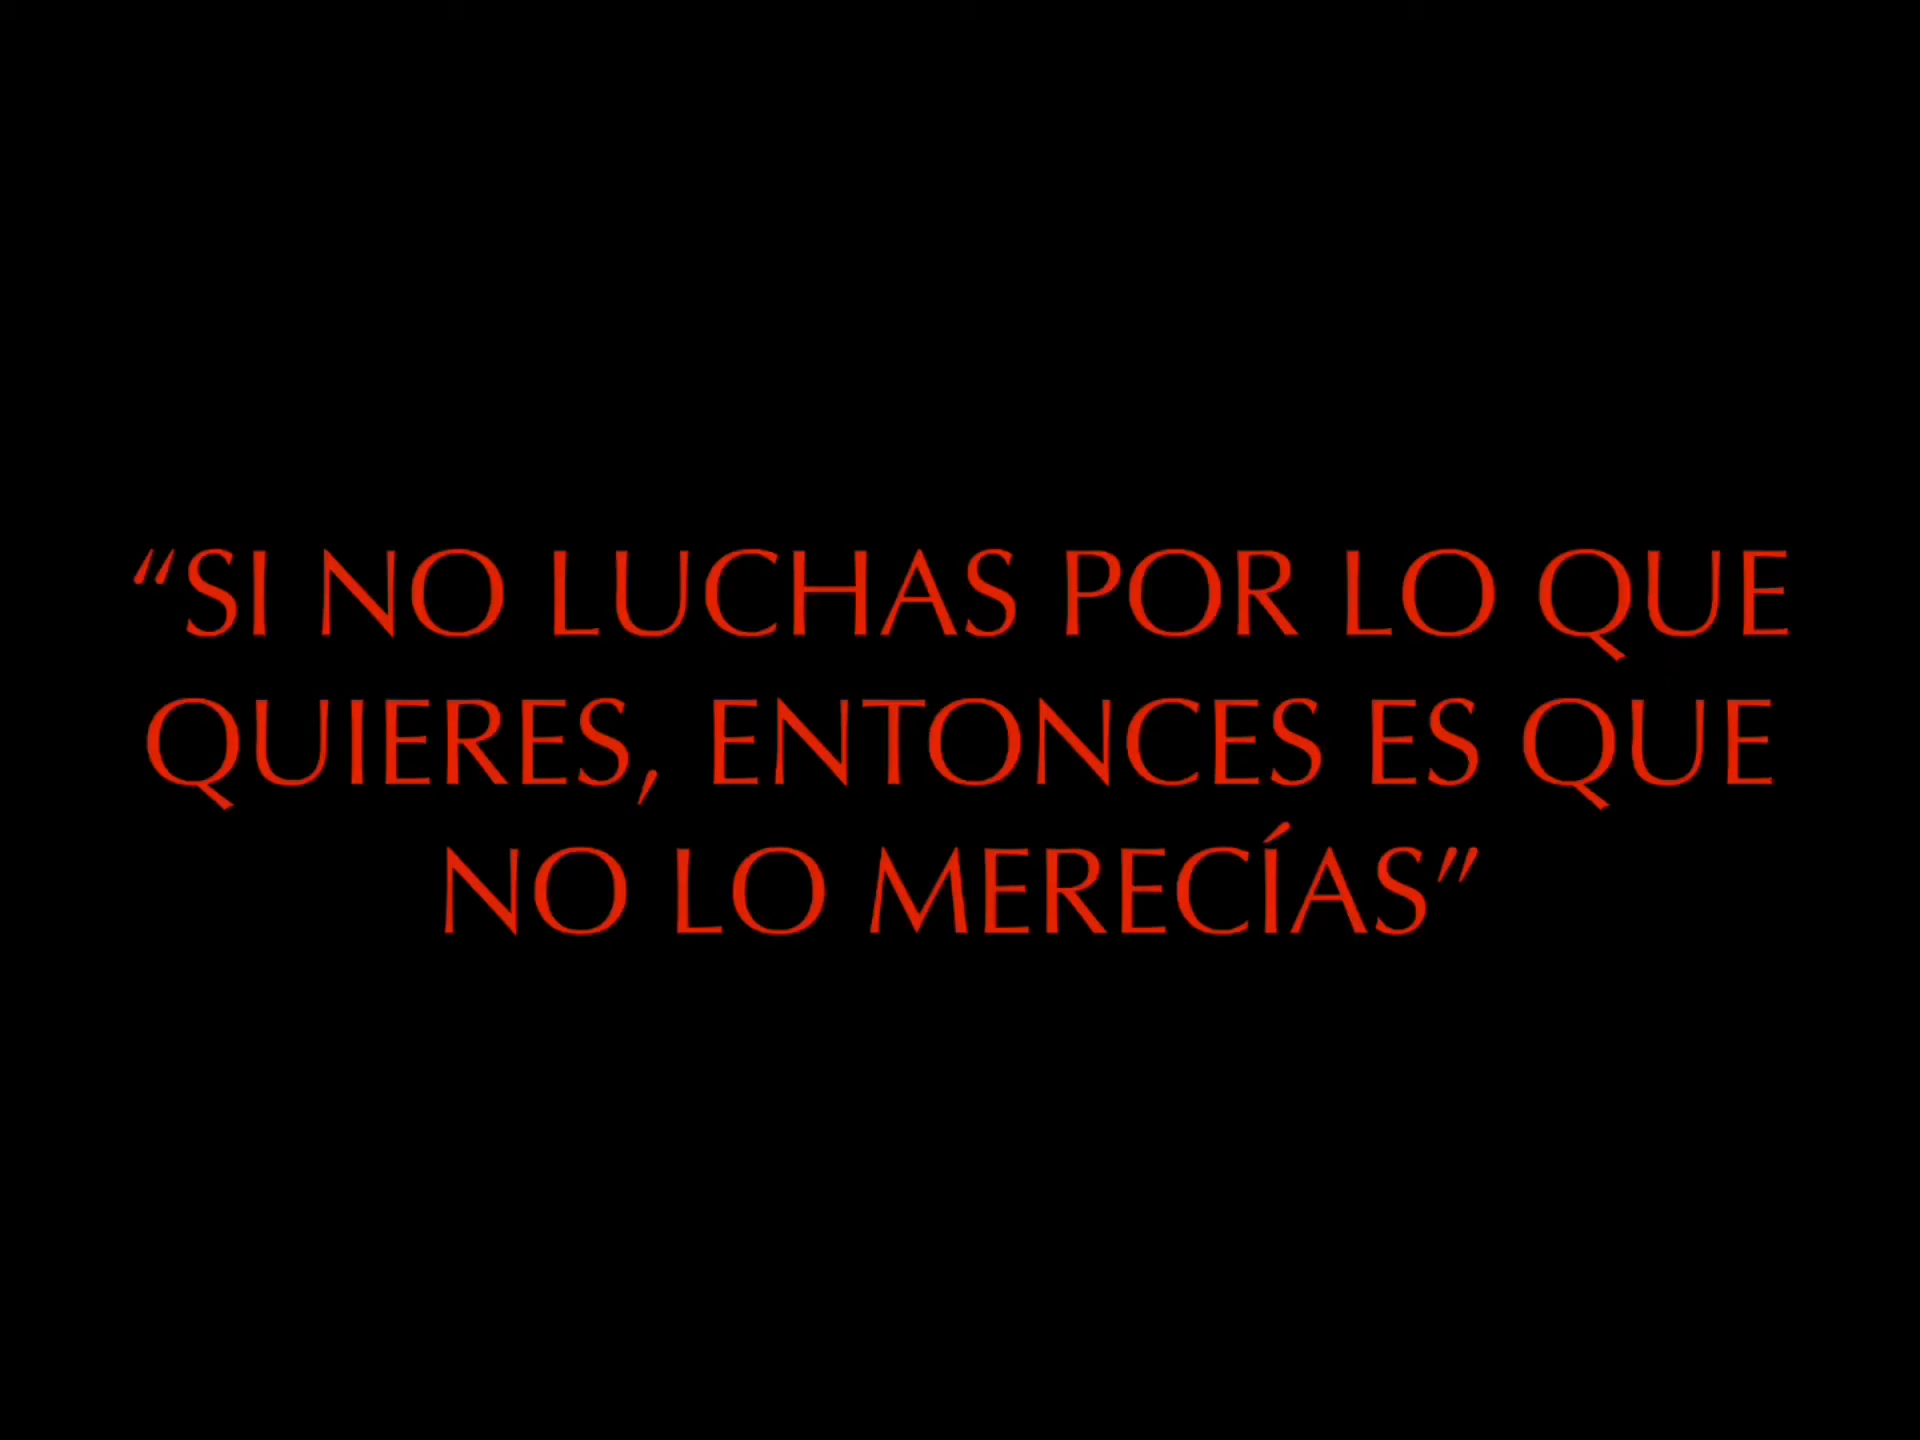 “SI NO LUCHAS POR LO QUE
QUIERES, ENTONCES ES QUE
NO LO MERECÍAS”